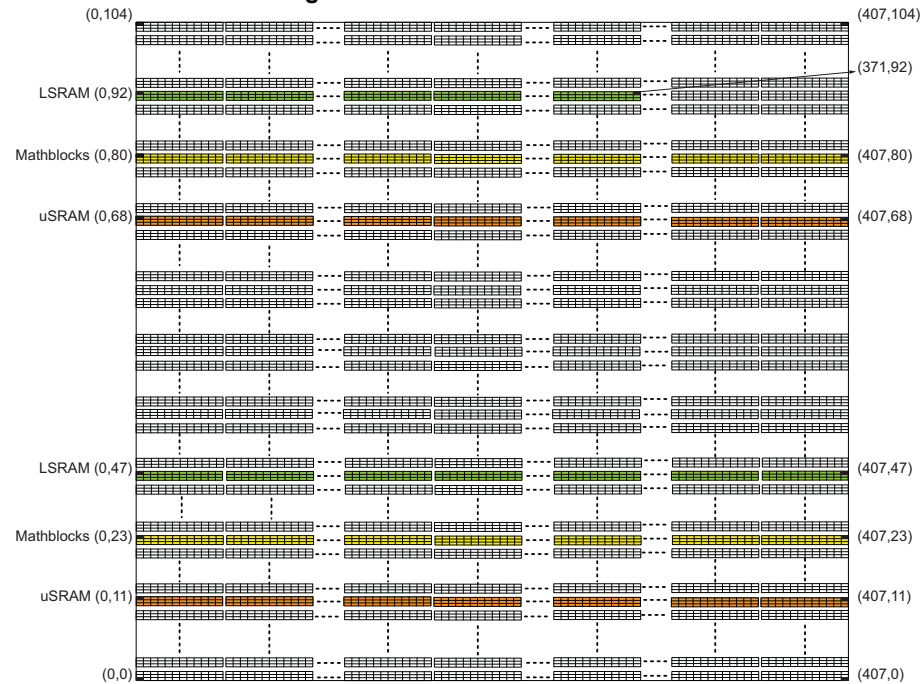 (0,104) (407,104)
(371,92)
LSRAM (0,92)
Mathblocks (0,80) (407,80)
uSRAM (0,68) (407,68)
LSRAM (0,47) (407,47)
Mathblocks (0,23) (407,23)
uSRAM (0,11) (407,11)
(0,0) (407,0)